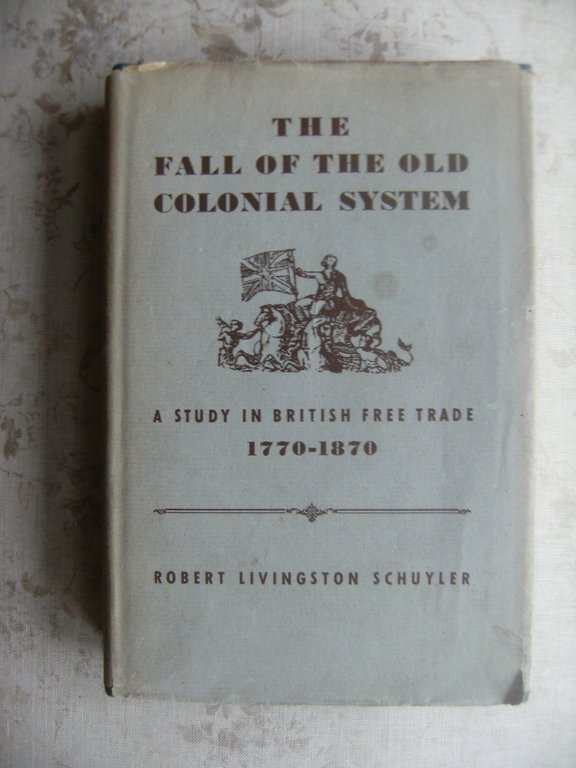 THE
FALL OF THE OLD
COLONIAL SYSTEM
A STUDY IN BRITISH FREE TRADE
1770-1870
ROBERT LIVINGSTON SCHUYLER